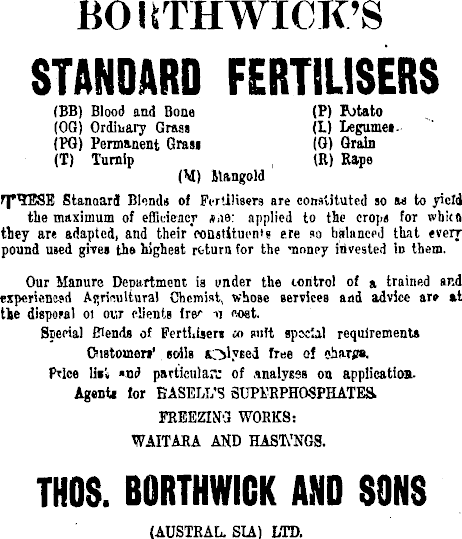 BORTHWICK'S
STANDARD FERTILISERS
(BB) Blood and Bone (P) Potato
(OG) Ordinary Grass (L) Legumes.
(PG) Permanent Grass (G) Grain
(T) Turnip (R) Rape
(M) Mangold
THESE Standard Blends of Fertilisers are constituted so as to yield
the maximum of efficiency when applied to the crops for which
they are adapted, and their constituents are so balanced that every
pound used gives the highest return for the money invested in them.
Our Manure Department is under the control of a trained and
experienced Agricultural Chemist, whose services and advice are at
the disposal of our clients free of cost.
Special Blends of Fertilisers to suit special requirements
Customers' soils analysed free of charge.
Price list and particulars of analyses on application.
Agents for BASELL'S SUPERPHOSPHATES.
FREEZING WORKS:
WAITARA AND HASTINGS.
THOS. BORTHWICK AND SONS
(AUSTRALASIA) LTD.